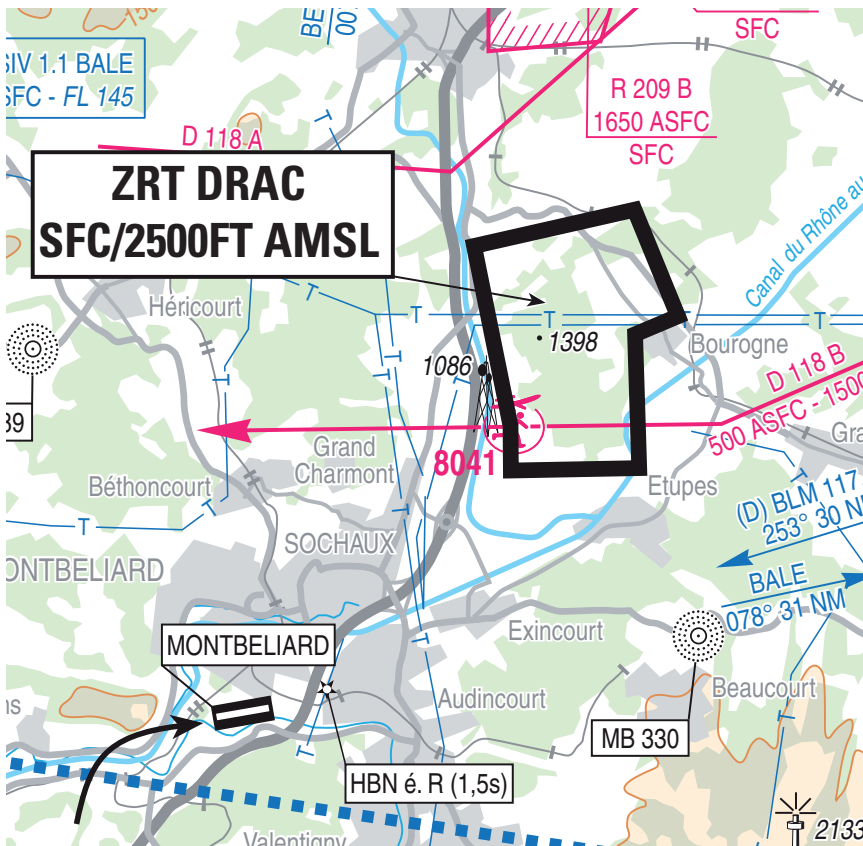 SFC
BE
00
SIV 1.1 BALE
SFC - FL 145
R 209 B
1650 ASFC
SFC
D 118 A
ZRT DRAC
SFC/2500FT AMSL
Canal du Rhône au
Héricourt
T
T
T
T
T
1398
Bourogne
1086
D 118 B
500 ASFC - 1500
39
Grand
Charmont
8041
Gra
Béthoncourt
Etupes
(D) BLM 117.
253° 30 NM
T
T
T
SOCHAUX
ONTBELIARD
BALE
078° 31 NM
MONTBELIARD
Exincourt
Audincourt
Beaucourt
MB 330
ns
HBN é. R (1,5s)
2133
Valentigny